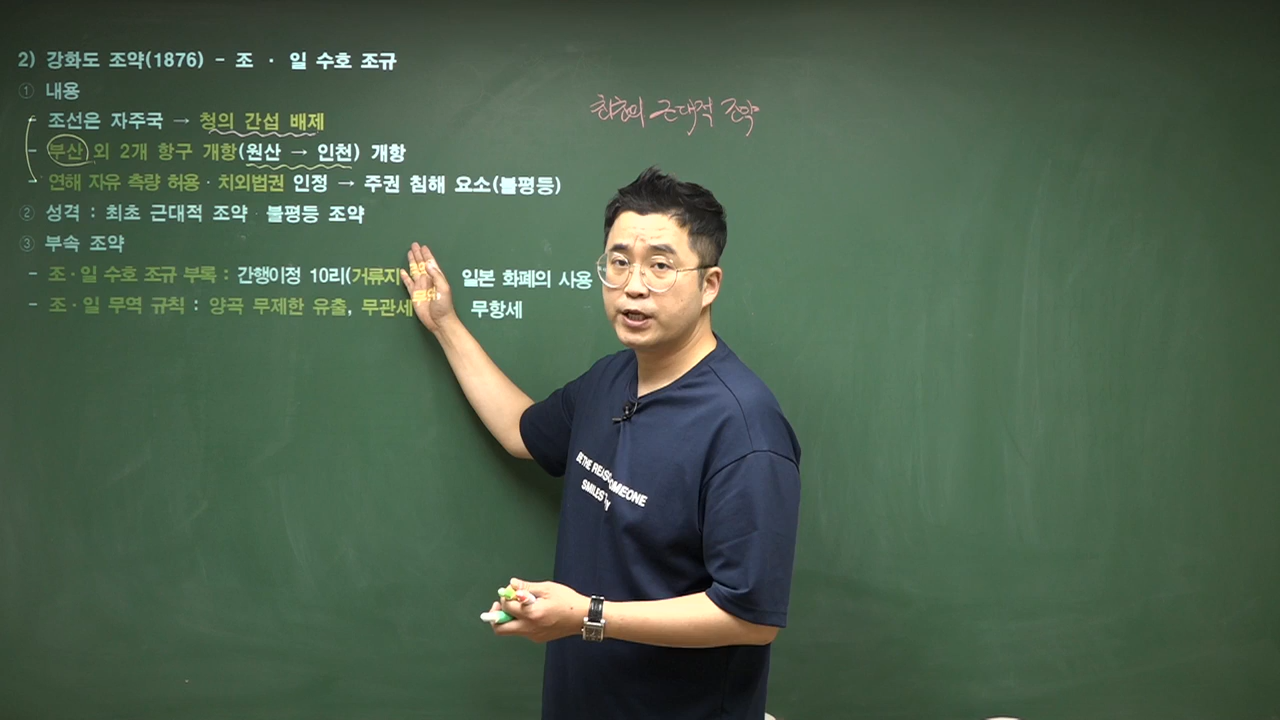 2) 강화도 조약(1876) - 조 · 일 수호 조규
① 내용
- 조선은 자주국 → 청의 간섭 배제
- 부산 외 2개 항구 개항(원산 → 인천) 개항
- 연해 자유 측량 허용 · 치외법권 인정 → 주권 침해 요소(불평등)
② 성격 : 최초 근대적 조약 · 불평등 조약
③ 부속 조약
- 조 · 일 수호 조규 부록 : 간행이정 10리(거류지 일본 화폐의 사용
- 조 · 일 무역 규칙 : 양곡 무제한 유출, 무관세 무항세
최초의 근대적 조약
BE THE REASON SOMEONE
SMILES